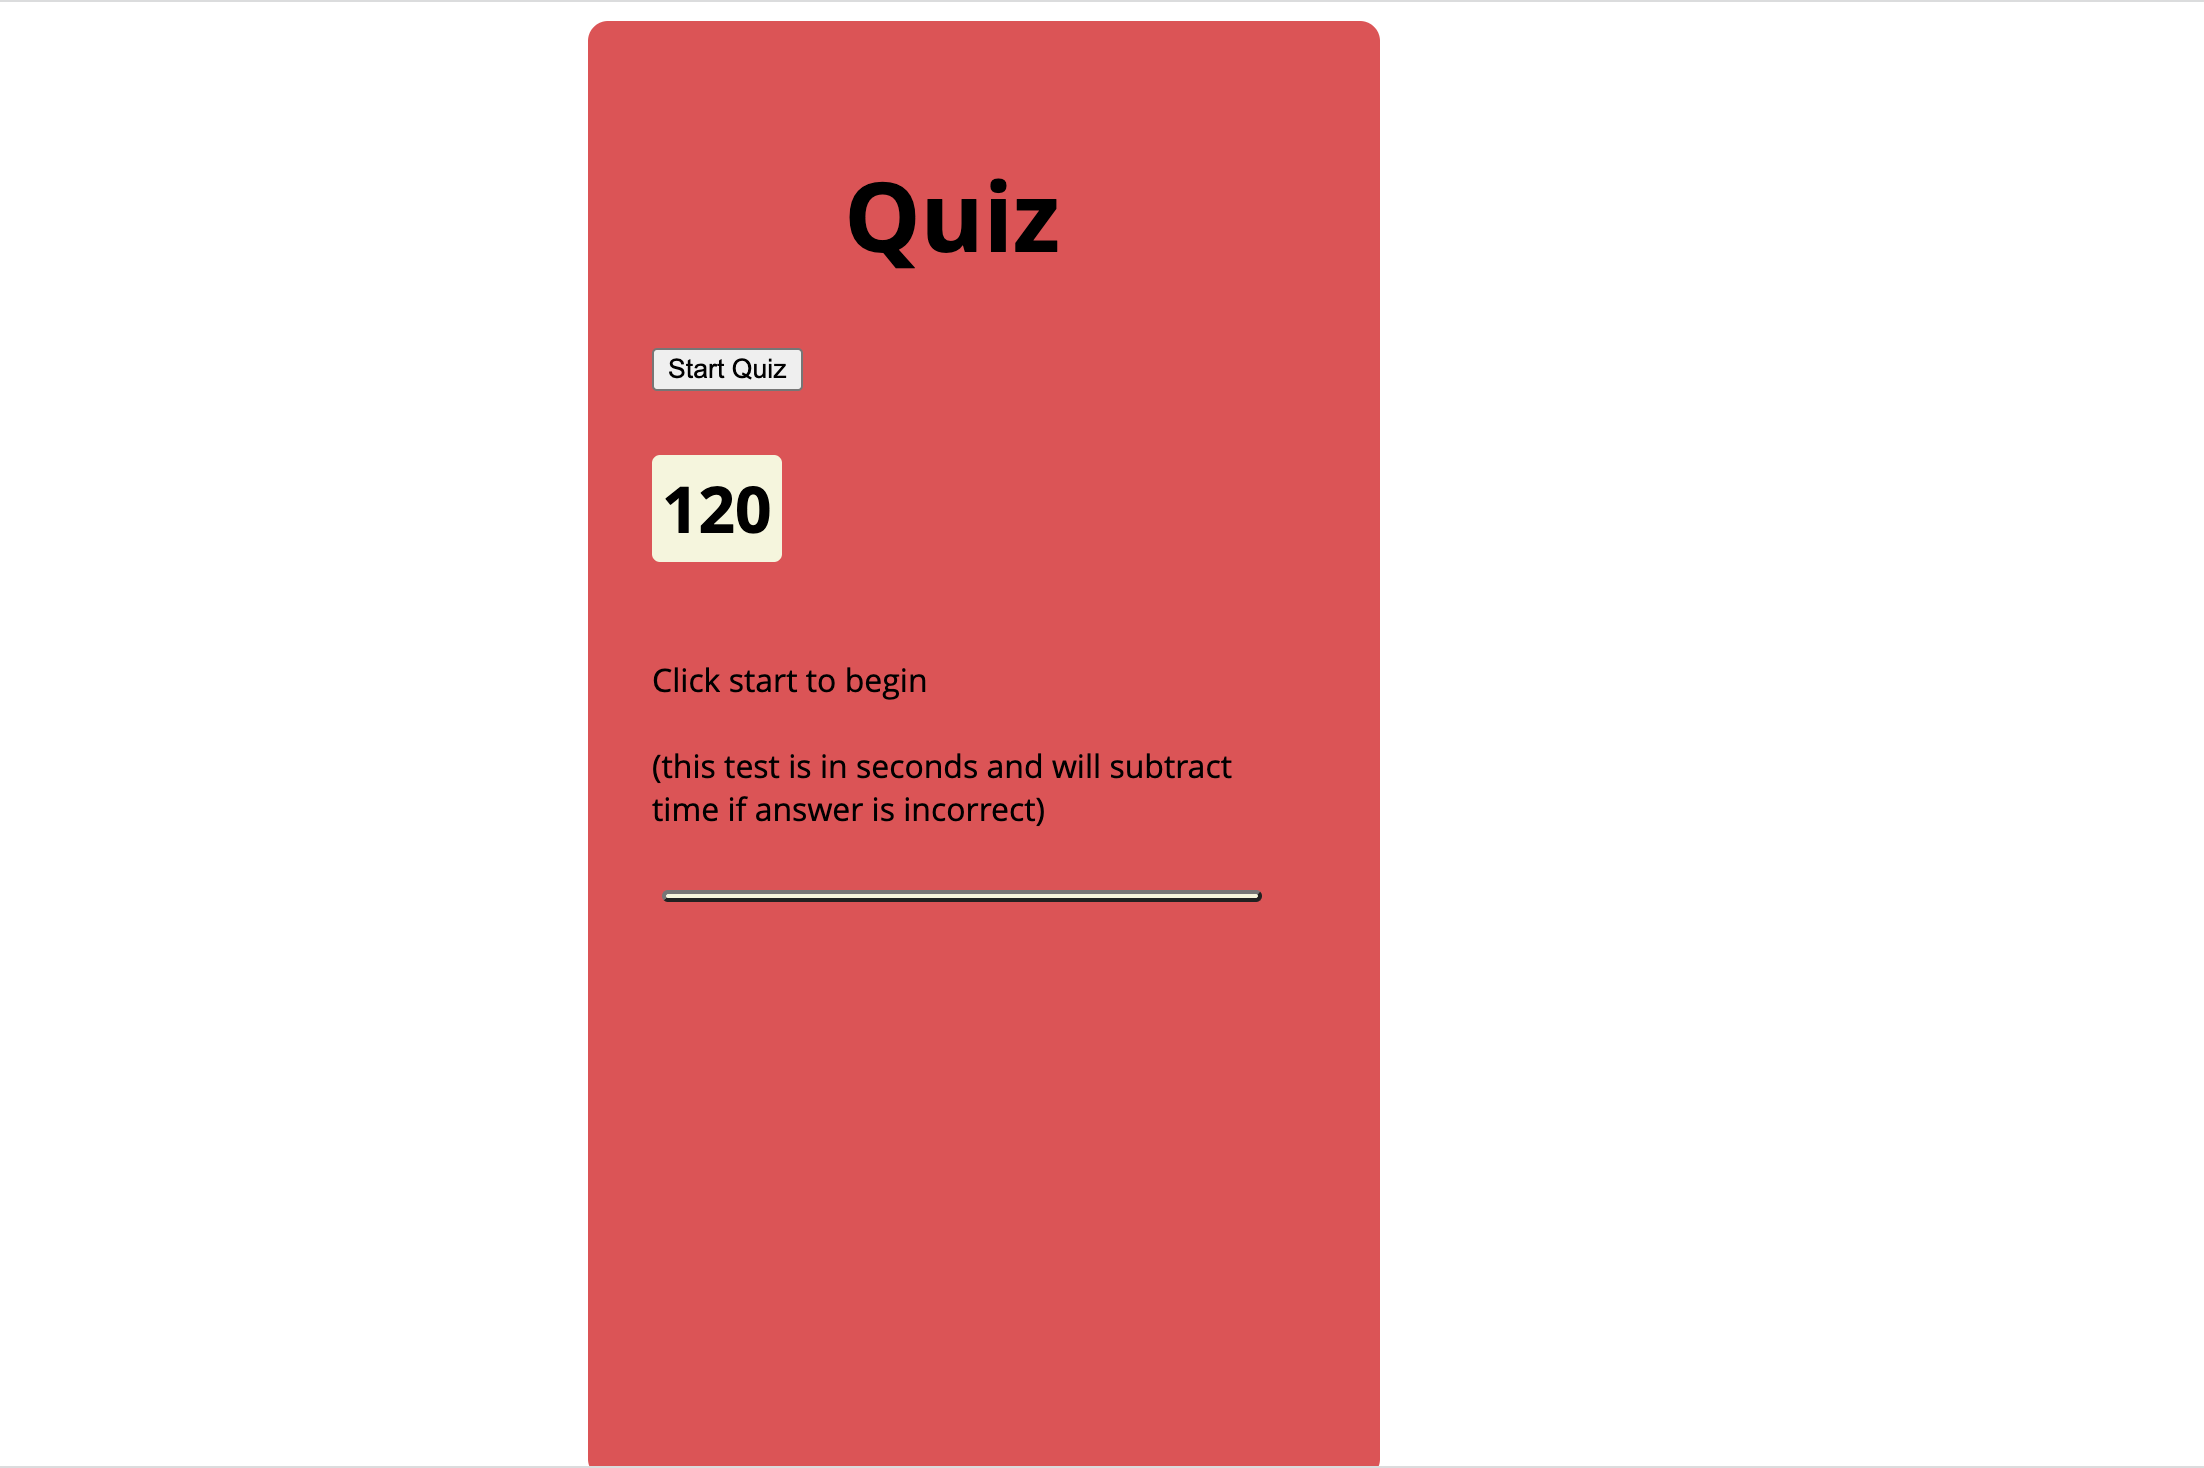 Quiz
Start Quiz
120
Click start to begin
(this test is in seconds and will subtract
time if answer is incorrect)